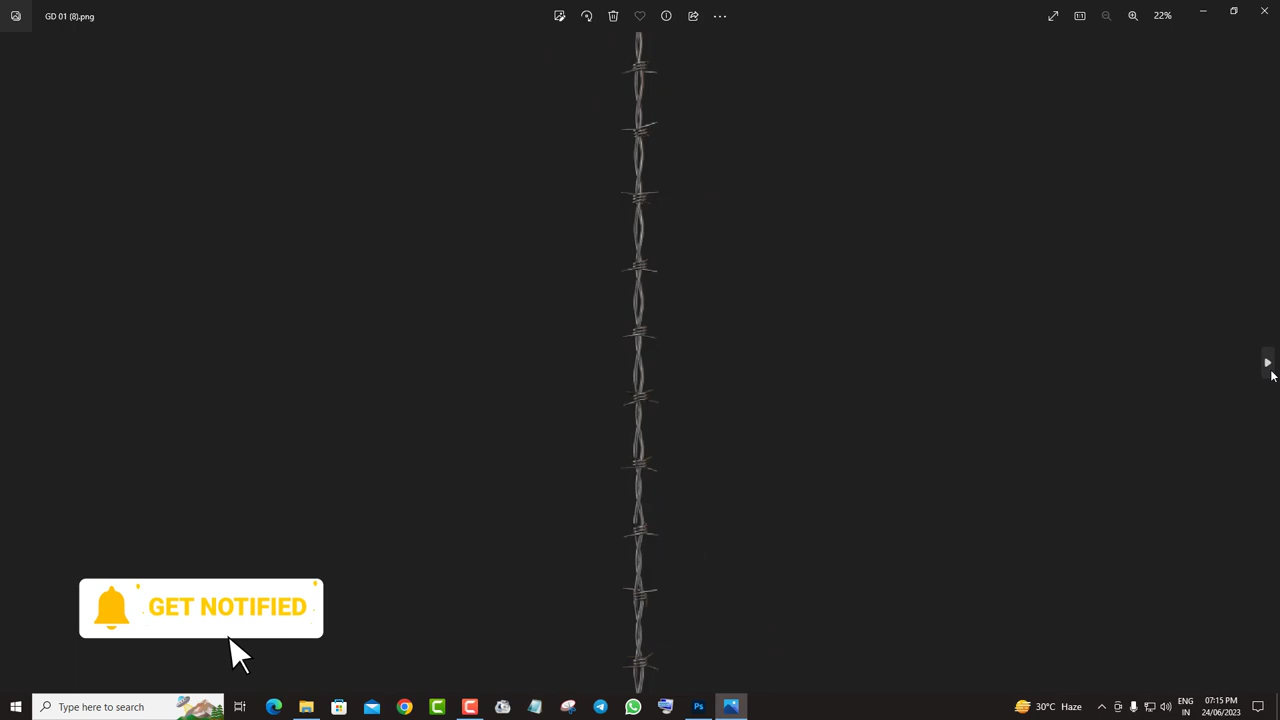 GD 01 (8).png
22%
GET NOTIFIED
Type here to search
Ps
30°C Haze
ENG
IN
07:15 PM
24/06/2023